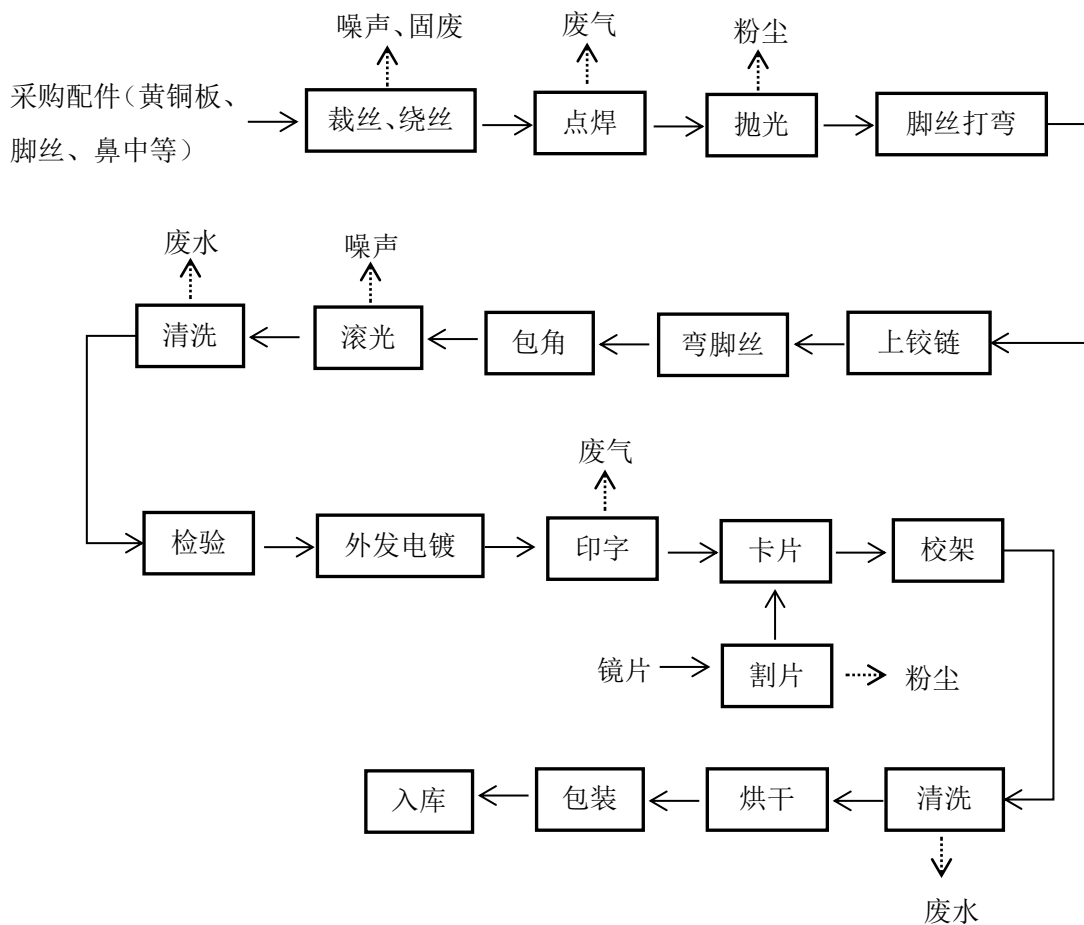 噪声、固废
废气
粉尘
采购配件（黄铜板、
脚丝、鼻中等）
裁丝、绕丝
点焊
抛光
脚丝打弯
废水
噪声
清洗
滚光
包角
弯脚丝
上铰链
废气
检验
外发电镀
印字
卡片
校架
镜片
割片
粉尘
入库
包装
烘干
清洗
废水